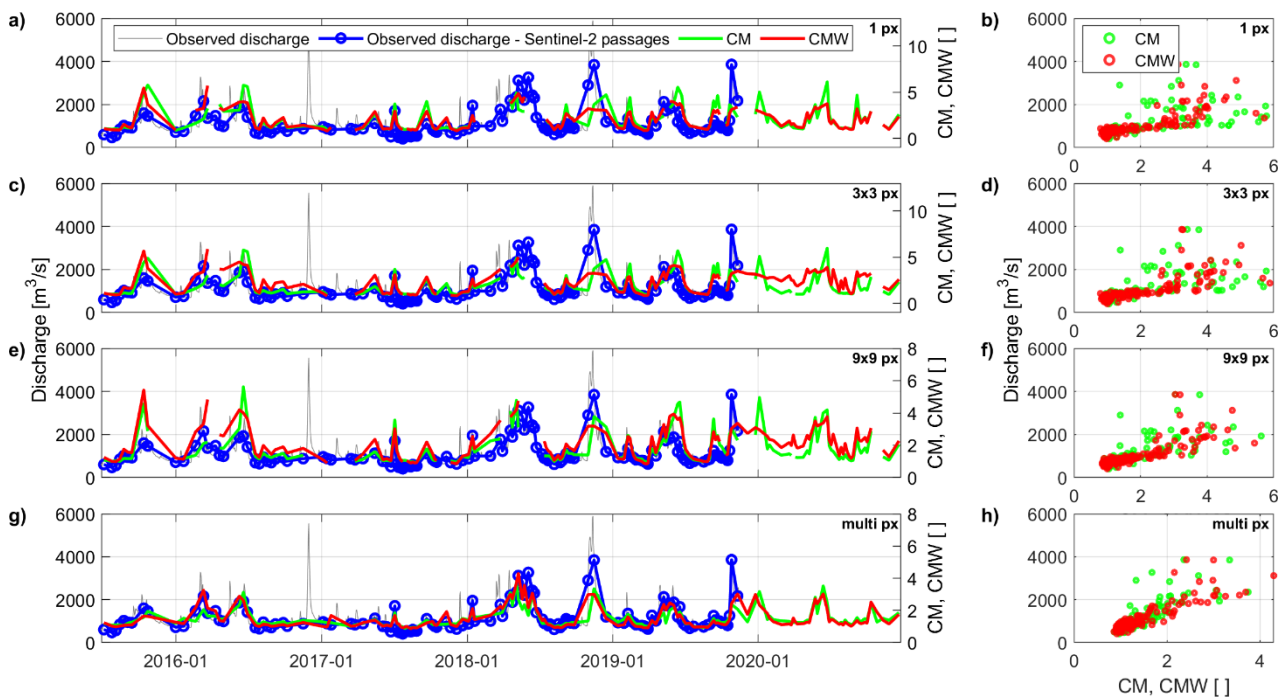 a)
Observed discharge
Observed discharge - Sentinel-2 passages
CM
CMW
1 px
6000
4000
2000
0
10
5
0
b)
CM
CMW
1 px
6000
4000
2000
0
0 2 4 6
c)
3x3 px
6000
4000
2000
0
10
5
0
d)
3x3 px
6000
4000
2000
0
0 2 4 6
e)
9x9 px
6000
4000
2000
0
8
6
4
2
0
f)
9x9 px
6000
4000
2000
0
0 2 4 6
g)
multi px
6000
4000
2000
0
8
6
4
2
0
2016-01 2017-01 2018-01 2019-01 2020-01
h)
multi px
6000
4000
2000
0
0 2 4
Discharge [m³/s]
CM, CMW [ ]
CM, CMW [ ]
CM, CMW [ ]
CM, CMW [ ]
Discharge [m³/s]
CM, CMW [ ]